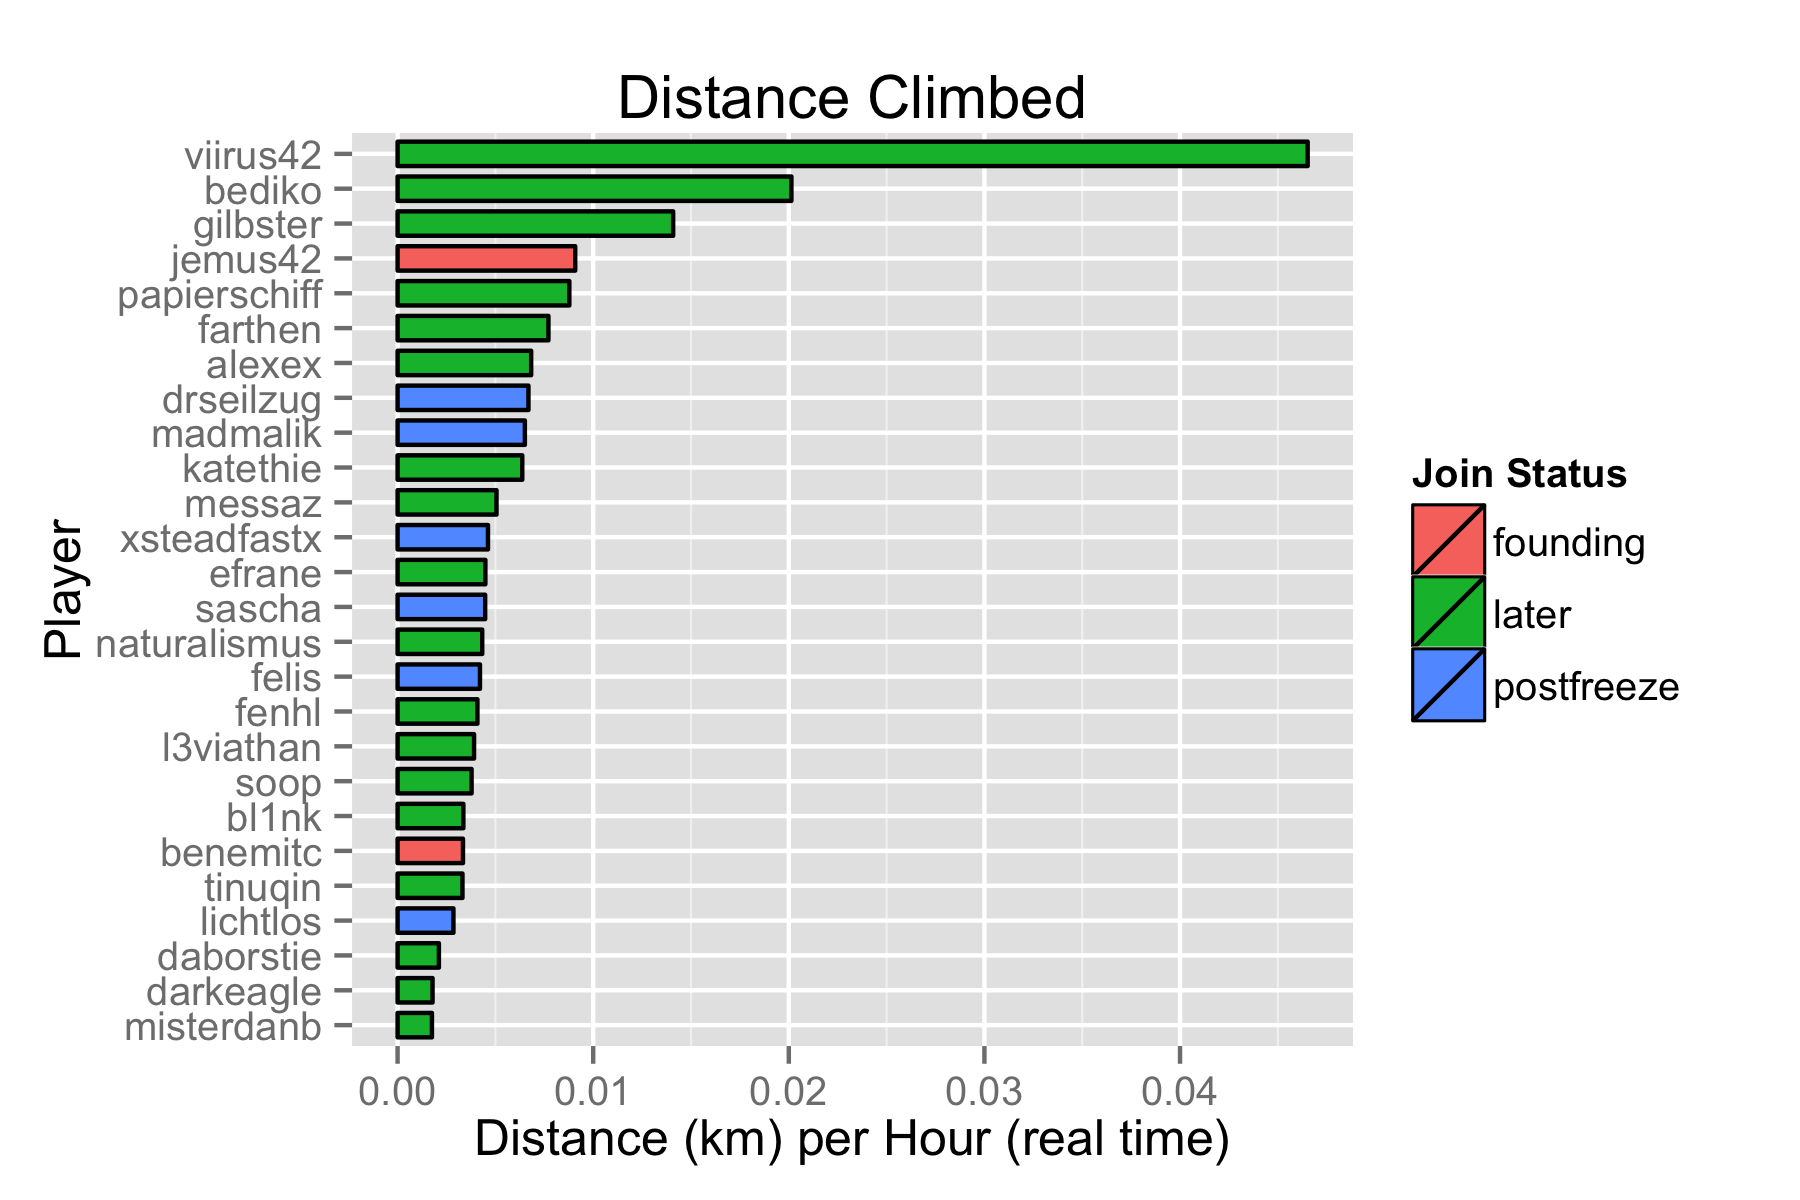 Distance Climbed
viirus42
bediko
gilbster
jemus42
papierschiff
farthen
alexex
drseilzug
madmalik
katethie
messaz
xsteadfastx
efrane
sascha
naturalismus
felis
fenhl
l3viathan
soop
bl1nk
benemitc
tinuqin
lichtlos
daborstie
darkeagle
misterdanb
Player
0.00 0.01 0.02 0.03 0.04
Distance (km) per Hour (real time)
Join Status
founding
later
postfreeze